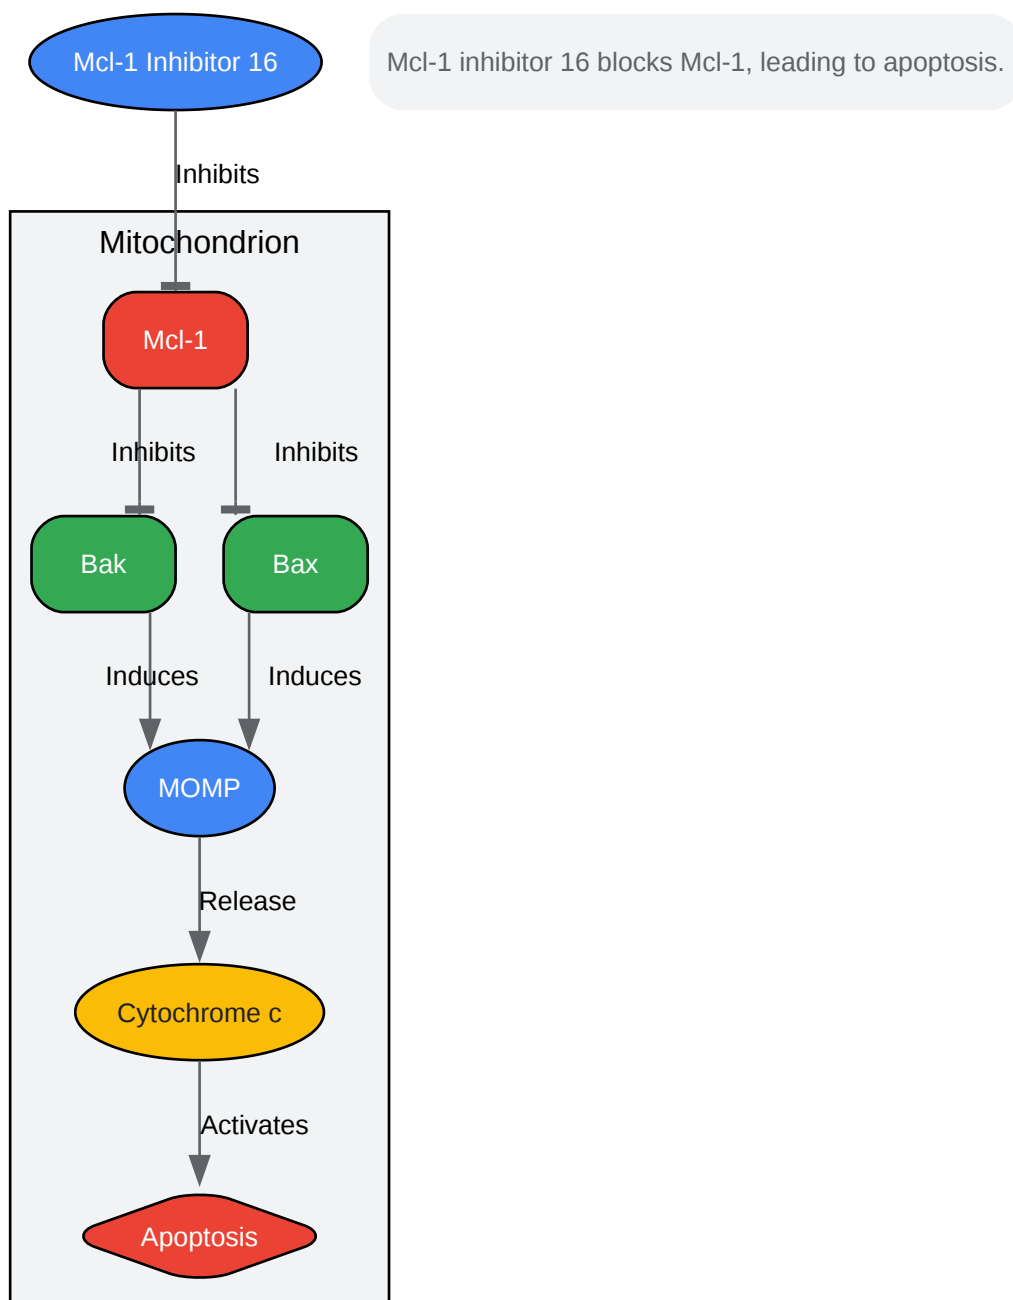 Mcl-1 Inhibitor 16
Mcl-1 inhibitor 16 blocks Mcl-1, leading to apoptosis.
Inhibits
Mitochondrion
Mcl-1
Inhibits
Inhibits
Bak
Bax
Induces
Induces
MOMP
Release
Cytochrome c
Activates
Apoptosis